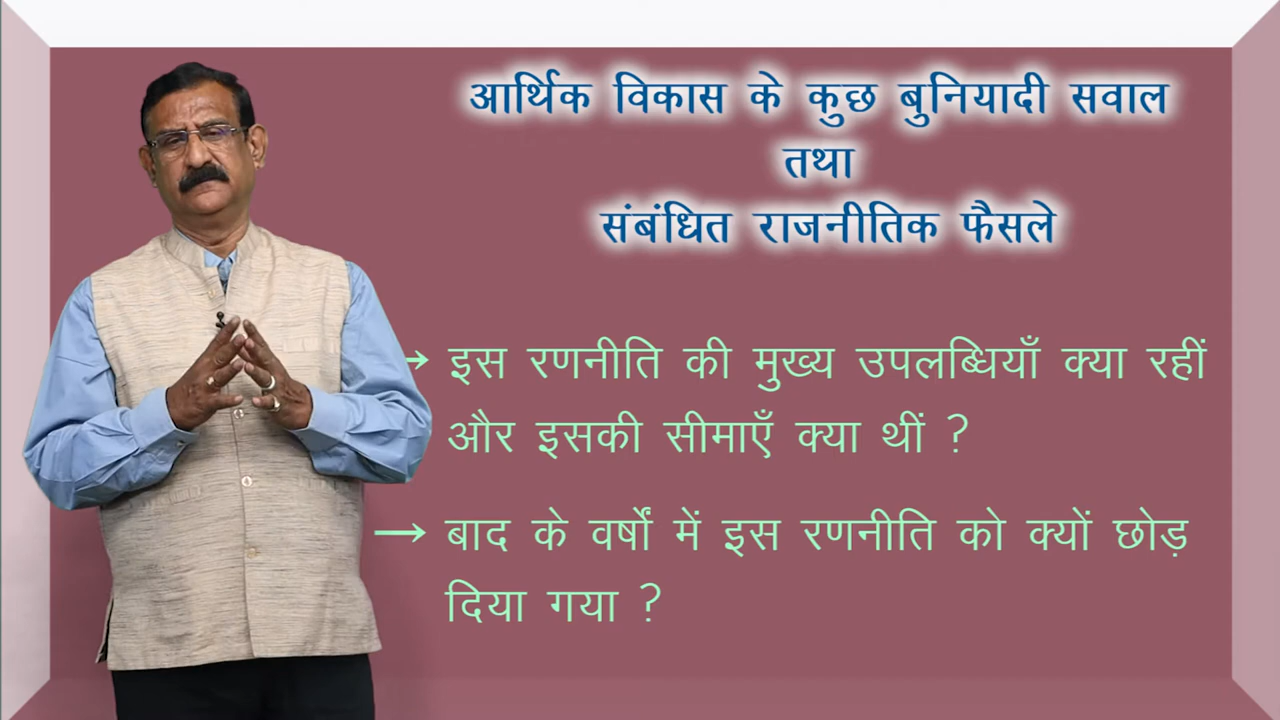 आर्थिक विकास के कुछ बुनियादी सवाल
तथा
संबंधित राजनीतिक फैसले
→ इस रणनीति की मुख्य उपलब्धियाँ क्या रहीं
और इसकी सीमाएँ क्या थीं ?
→ बाद के वर्षों में इस रणनीति को क्यों छोड़
दिया गया ?